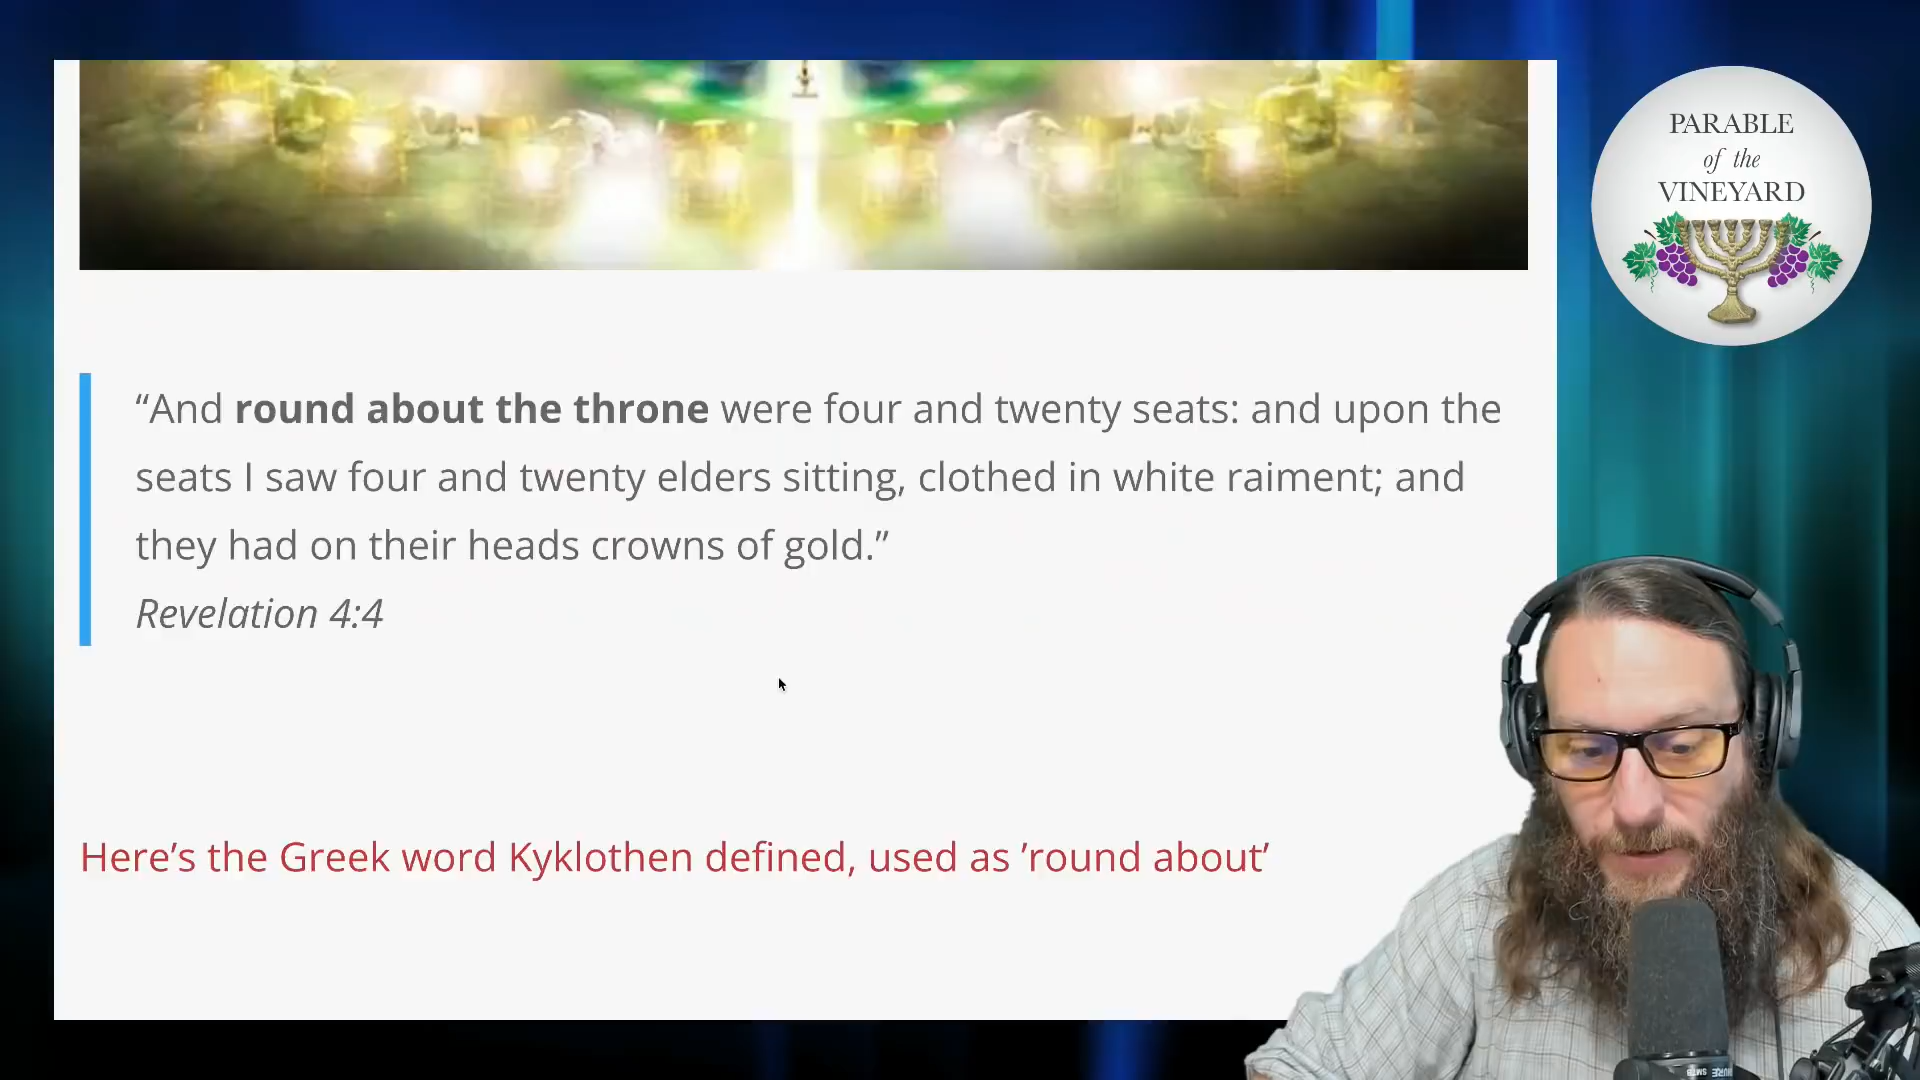 PARABLE
of the
VINEYARD
“And round about the throne were four and twenty seats: and upon the
seats I saw four and twenty elders sitting, clothed in white raiment; and
they had on their heads crowns of gold.”
Revelation 4:4
Here’s the Greek word Kyklothen defined, used as ’round about’